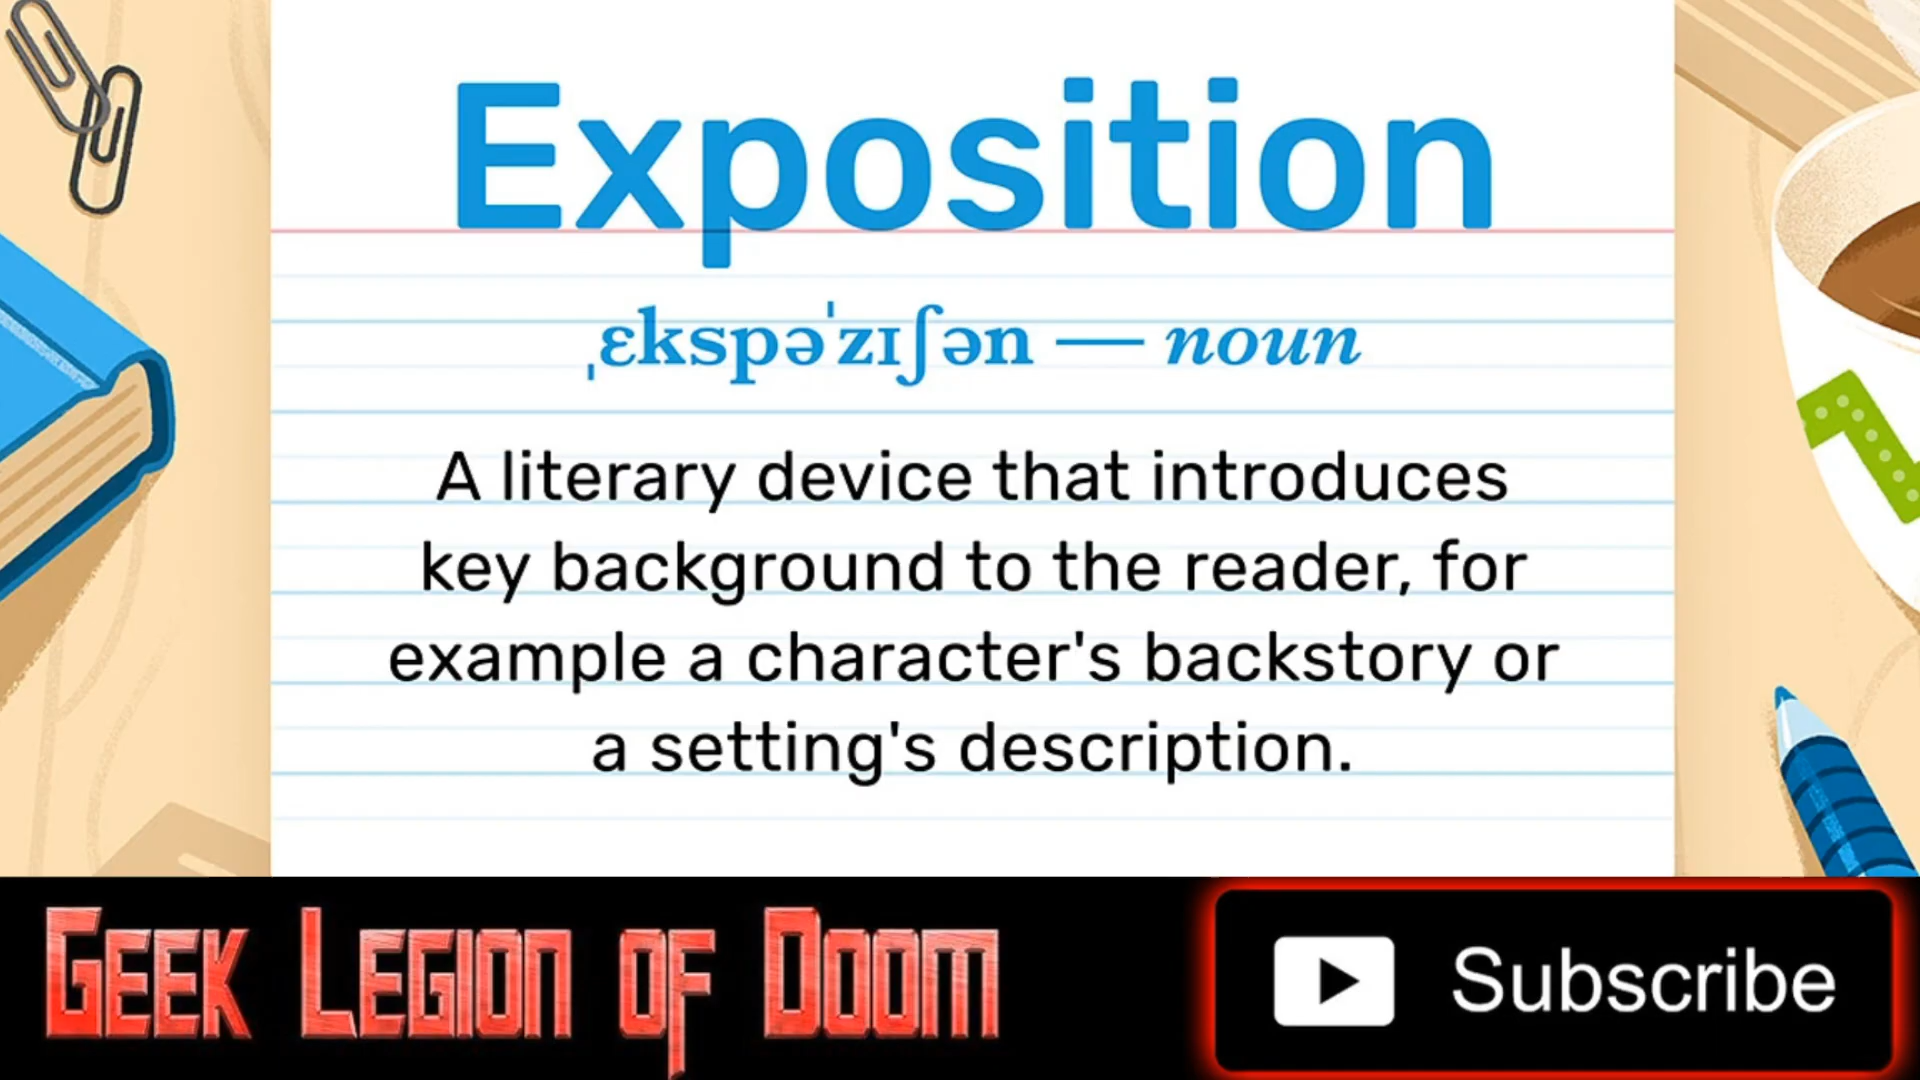 Exposition
ˌɛkspəˈzɪʃən — noun
A literary device that introduces
key background to the reader, for
example a character's backstory or
a setting's description.
Geek Legion of Doom
Subscribe